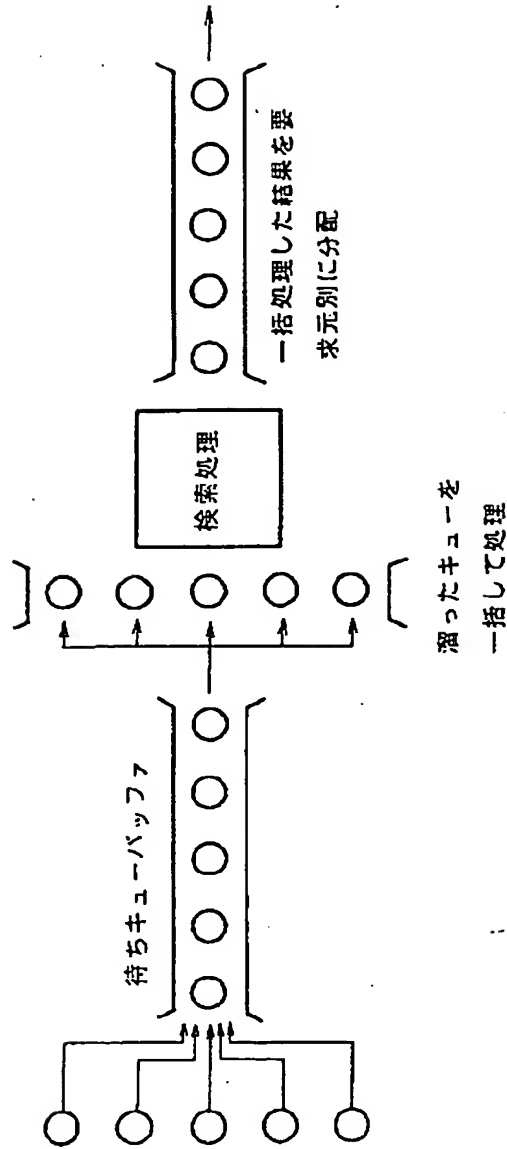 待ちキューバッファ
溜ったキューを
一括して処理
検索処理
一括処理した結果を要
求元別に分配